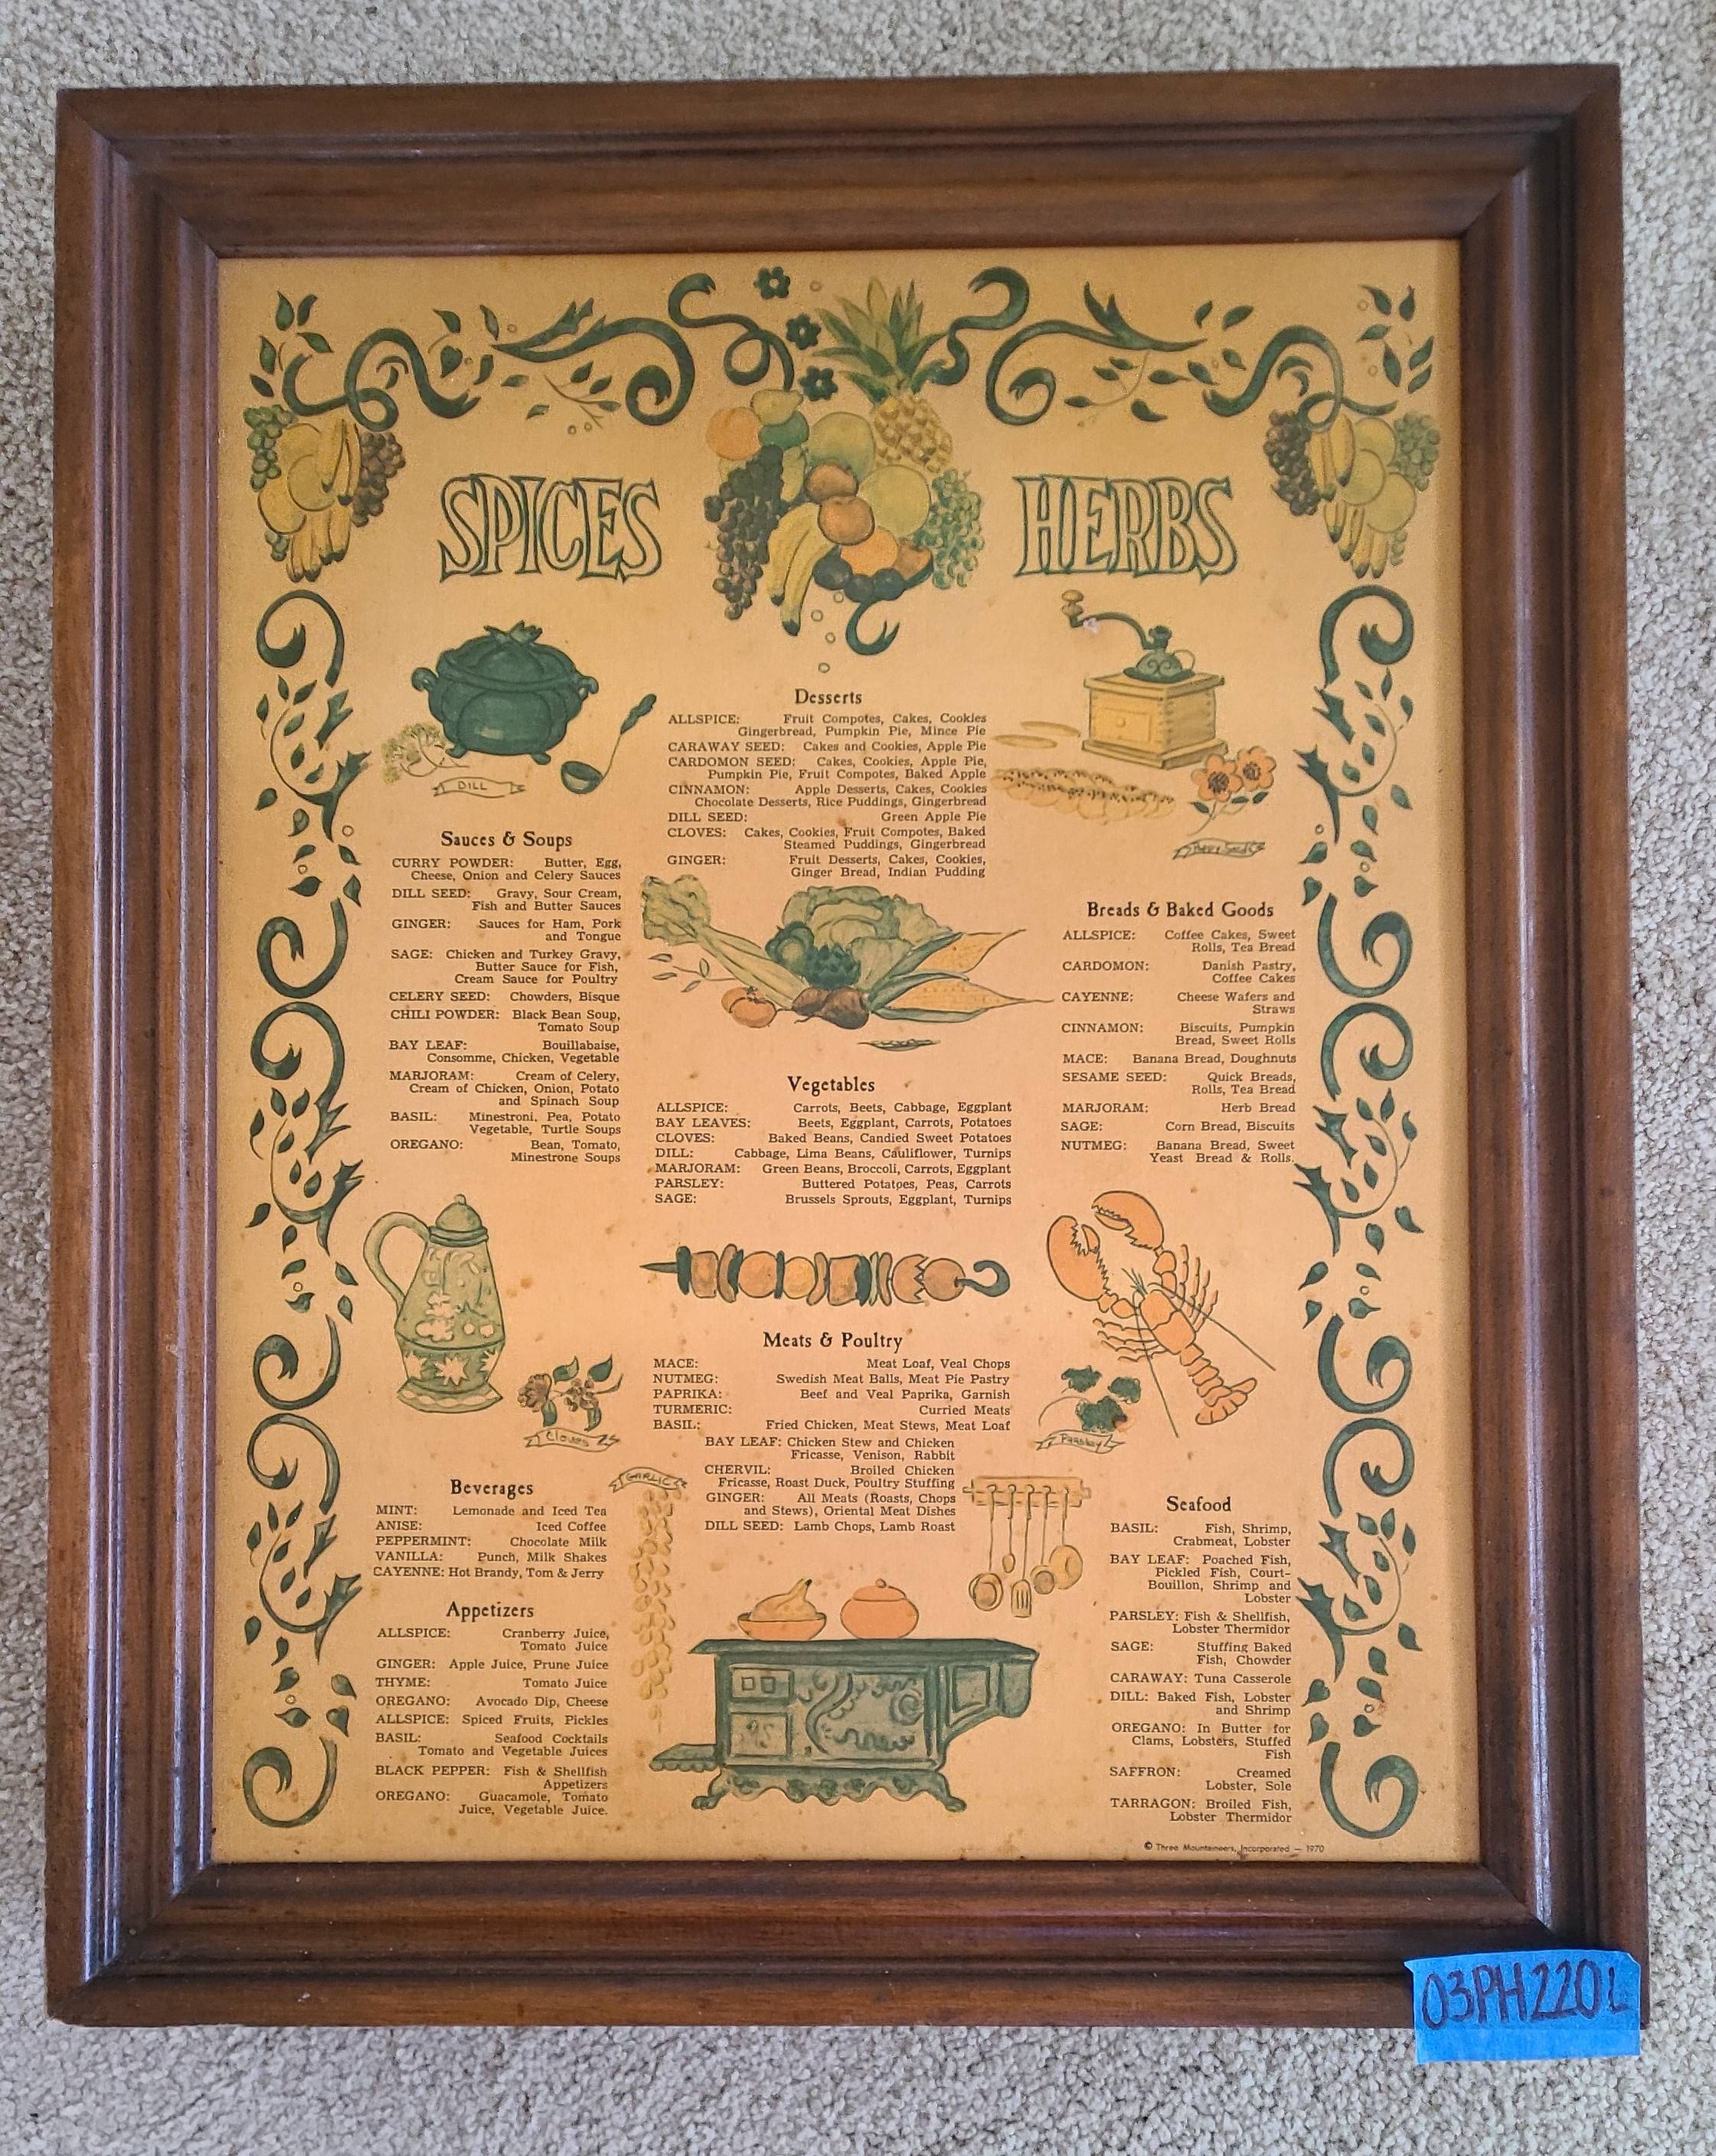 SPICES
HERBS
DILL
Desserts
ALLSPICE: Fruit Compotes, Cakes, Cookies
Gingerbread, Pumpkin Pie, Mince Pie
CARAWAY SEED: Cakes and Cookies, Apple Pie
CARDOMON SEED: Cakes, Cookies, Apple Pie,
Pumpkin Pie, Fruit Compotes, Baked Apple
CINNAMON: Apple Desserts, Cakes, Cookies
Chocolate Desserts, Rice Puddings, Gingerbread
DILL SEED: Green Apple Pie
CLOVES: Cakes, Cookies, Fruit Compotes, Baked
Steamed Puddings, Gingerbread
GINGER: Fruit Desserts, Cakes, Cookies,
Ginger Bread, Indian Pudding
Sauces & Soups
CURRY POWDER: Butter, Egg,
Cheese, Onion and Celery Sauces
DILL SEED: Gravy, Sour Cream,
Fish and Butter Sauces
GINGER: Sauces for Ham, Pork
and Tongue
SAGE: Chicken and Turkey Gravy,
Butter Sauce for Fish,
Cream Sauce for Poultry
CELERY SEED: Chowders, Bisque
CHILI POWDER: Black Bean Soup,
Tomato Soup
BAY LEAF: Bouillabaise,
Consomme, Chicken, Vegetable
MARJORAM: Cream of Celery,
Cream of Chicken, Onion, Potato
and Spinach Soup
BASIL: Minestroni, Pea, Potato
Vegetable, Turtle Soups
OREGANO: Bean, Tomato,
Minestrone Soups
Breads & Baked Goods
ALLSPICE: Coffee Cakes, Sweet
Rolls, Tea Bread
CARDOMON: Danish Pastry,
Coffee Cakes
CAYENNE: Cheese Wafers and
Straws
CINNAMON: Biscuits, Pumpkin
Bread, Sweet Rolls
MACE: Banana Bread, Doughnuts
SESAME SEED: Quick Breads,
Rolls, Tea Bread
MARJORAM: Herb Bread
SAGE: Corn Bread, Biscuits
NUTMEG: Banana Bread, Sweet
Yeast Bread & Rolls.
Vegetables
ALLSPICE: Carrots, Beets, Cabbage, Eggplant
BAY LEAVES: Beets, Eggplant, Carrots, Potatoes
CLOVES: Baked Beans, Candied Sweet Potatoes
DILL: Cabbage, Lima Beans, Cauliflower, Turnips
MARJORAM: Green Beans, Broccoli, Carrots, Eggplant
PARSLEY: Buttered Potatoes, Peas, Carrots
SAGE: Brussels Sprouts, Eggplant, Turnips
Cloves
Parsley
Meats & Poultry
MACE: Meat Loaf, Veal Chops
NUTMEG: Swedish Meat Balls, Meat Pie Pastry
PAPRIKA: Beef and Veal Paprika, Garnish
TURMERIC: Curried Meats
BASIL: Fried Chicken, Meat Stews, Meat Loaf
BAY LEAF: Chicken Stew and Chicken
Fricasse, Venison, Rabbit
CHERVIL: Broiled Chicken
Fricasse, Roast Duck, Poultry Stuffing
GINGER: All Meats (Roasts, Chops
and Stews), Oriental Meat Dishes
DILL SEED: Lamb Chops, Lamb Roast
GARLIC
Beverages
MINT: Lemonade and Iced Tea
ANISE: Iced Coffee
PEPPERMINT: Chocolate Milk
VANILLA: Punch, Milk Shakes
CAYENNE: Hot Brandy, Tom & Jerry
Appetizers
ALLSPICE: Cranberry Juice,
Tomato Juice
GINGER: Apple Juice, Prune Juice
THYME: Tomato Juice
OREGANO: Avocado Dip, Cheese
ALLSPICE: Spiced Fruits, Pickles
BASIL: Seafood Cocktails
Tomato and Vegetable Juices
BLACK PEPPER: Fish & Shellfish
Appetizers
OREGANO: Guacamole, Tomato
Juice, Vegetable Juice.
Seafood
BASIL: Fish, Shrimp,
Crabmeat, Lobster
BAY LEAF: Poached Fish,
Pickled Fish, Court-
Bouillon, Shrimp and
Lobster
PARSLEY: Fish & Shellfish,
Lobster Thermidor
SAGE: Stuffing Baked
Fish, Chowder
CARAWAY: Tuna Casserole
DILL: Baked Fish, Lobster
and Shrimp
OREGANO: In Butter for
Clams, Lobsters, Stuffed
Fish
SAFFRON: Creamed
Lobster, Sole
TARRAGON: Broiled Fish,
Lobster Thermidor
© Three Mountaineers, Incorporated — 1970
03PH220L